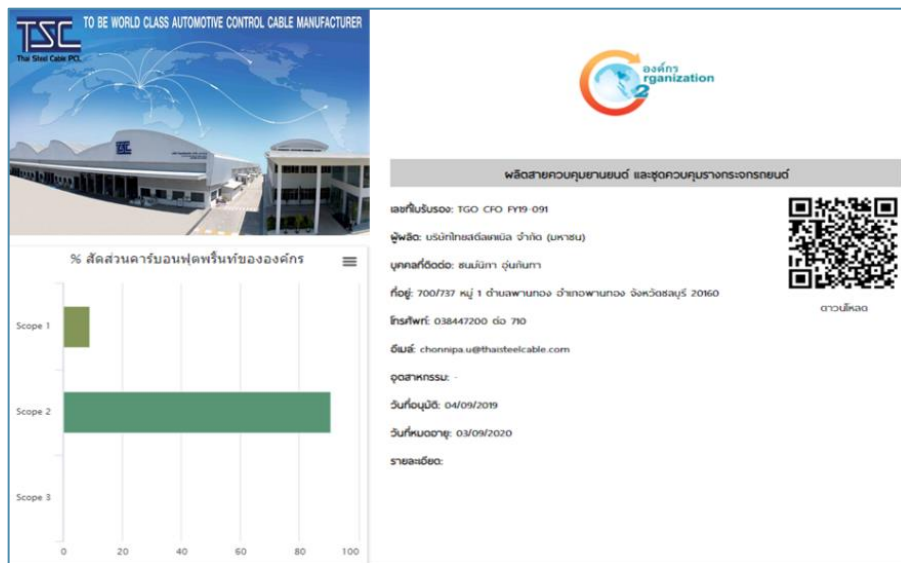 TSC
TO BE WORLD CLASS AUTOMOTIVE CONTROL CABLE MANUFACTURER
Thai Steel Cable PCL
TSC
% สัดส่วนคาร์บอนฟุตพริ้นท์ขององค์กร
Scope 1
Scope 2
Scope 3
0 20 40 60 80 100
องค์กร
rganization
2
ผลิตสายควบคุมยานยนต์ และชุดควบคุมรางกระจกรถยนต์
เลขที่ใบรับรอง: TGO CFO FY19-091
ผู้ผลิต: บริษัทไทยสตีลเคเบิล จำกัด (มหาชน)
บุคคลที่ติดต่อ: ชนม์นิภา อุ่นกันทา
ที่อยู่: 700/737 หมู่ 1 ตำบลพานทอง อำเภอพานทอง จังหวัดชลบุรี 20160
โทรศัพท์: 038447200 ต่อ 710
อีเมล์: chonnipa.u@thaisteelcable.com
อุตสาหกรรม: -
วันที่อนุมัติ: 04/09/2019
วันที่หมดอายุ: 03/09/2020
รายละเอียด:
ดาวน์โหลด